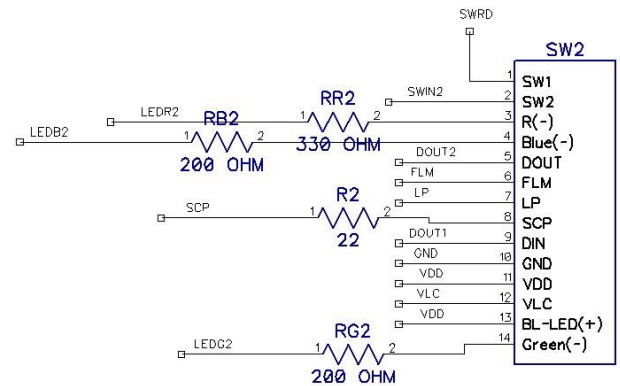 SWRD
SW2
1 SW1
SWIN2 2 SW2
LEDR2 1 RR2 2 3 R(-)
330 OHM
LEDB2 1 RB2 2 4 Blue(-)
200 OHM
DOUT2 5 DOUT
FLM 6 FLM
LP 7 LP
SCP 1 R2 2 8 SCP
22
DOUT1 9 DIN
GND 10 GND
VDD 11 VDD
VLC 12 VLC
VDD 13 BL-LED(+)
LEDG2 1 RG2 2 14 Green(-)
200 OHM